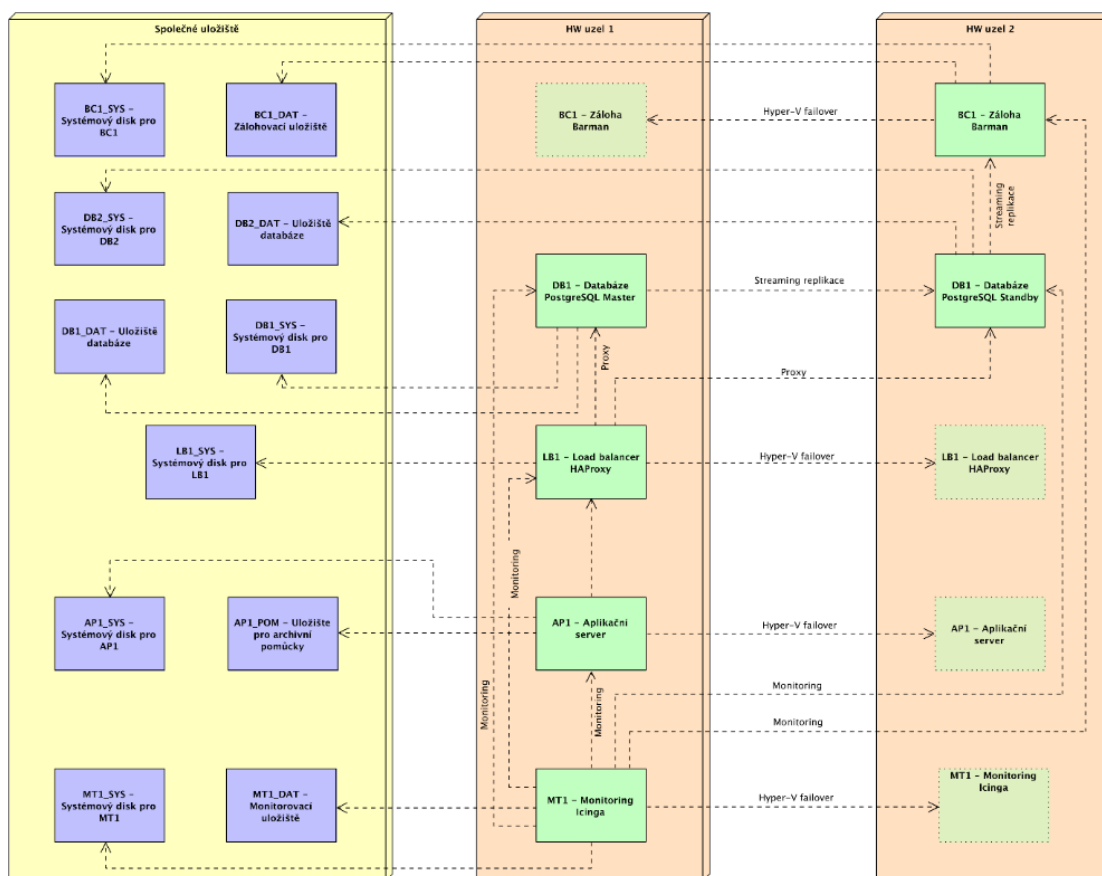 Společné uložiště
HW uzel 1
HW uzel 2
BC1_SYS –
Systémový disk pro
BC1
BC1_DAT –
Zálohovací uložiště
BC1 – Záloha
Barman
Hyper-V failover
BC1 – Záloha
Barman
DB2_SYS –
Systémový disk pro
DB2
DB2_DAT – Uložiště
databáze
Streaming
replikace
DB1_DAT – Uložiště
databáze
DB1_SYS –
Systémový disk pro
DB1
DB1 – Databáze
PostgreSQL Master
Streaming replikace
DB1 – Databáze
PostgreSQL Standby
Proxy
Proxy
LB1_SYS –
Systémový disk pro
LB1
LB1 – Load balancer
HAProxy
Hyper-V failover
LB1 – Load balancer
HAProxy
Monitoring
AP1_SYS –
Systémový disk pro
AP1
AP1_POM – Uložište
pro archivní
pomůcky
AP1 – Aplikační
server
Hyper-V failover
AP1 – Aplikační
server
Monitoring
Monitoring
Monitoring
Monitoring
MT1_SYS –
Systémový disk pro
MT1
MT1_DAT –
Monitorovací
uložiště
MT1 – Monitoring
Icinga
Hyper-V failover
MT1 – Monitoring
Icinga